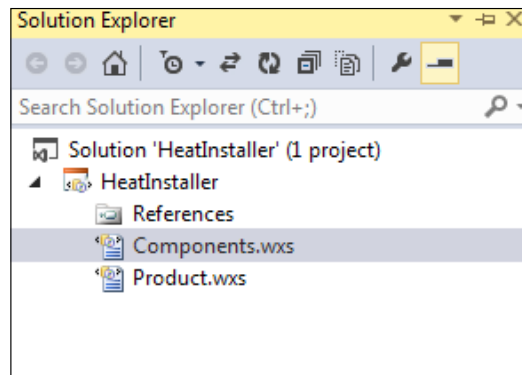 Solution Explorer
Search Solution Explorer (Ctrl+;)
Solution 'HeatInstaller' (1 project)
HeatInstaller
References
Components.wxs
Product.wxs